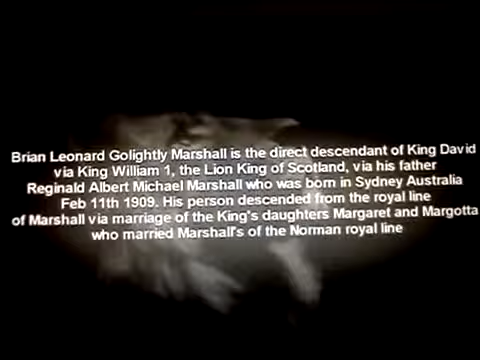 Brian Leonard Golightly Marshall is the direct descendant of King David
via King William 1, the Lion King of Scotland, via his father
Reginald Albert Michael Marshall who was born in Sydney Australia
Feb 11th 1909. His person descended from the royal line
of Marshall via marriage of the King's daughters Margaret and Margotta
who married Marshall's of the Norman royal line